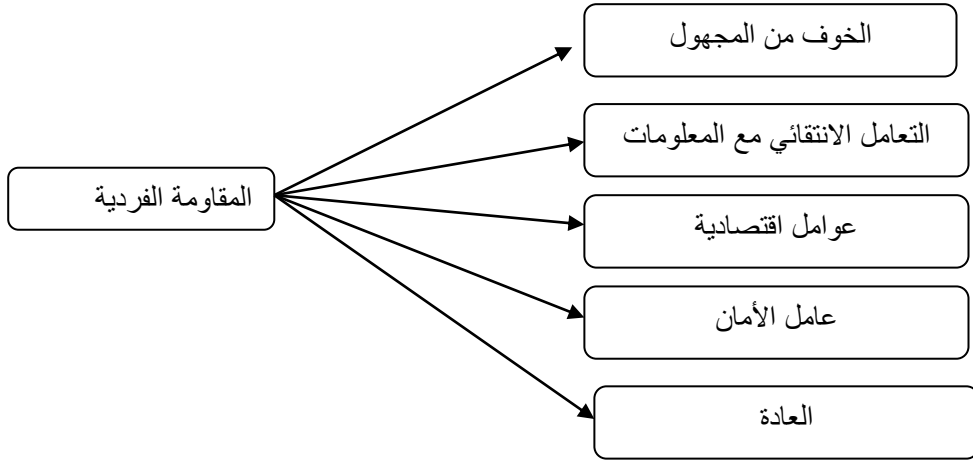 الخوف من المجهول
التعامل الانتقائي مع المعلومات
المقاومة الفردية
عوامل اقتصادية
عامل الأمان
العادة